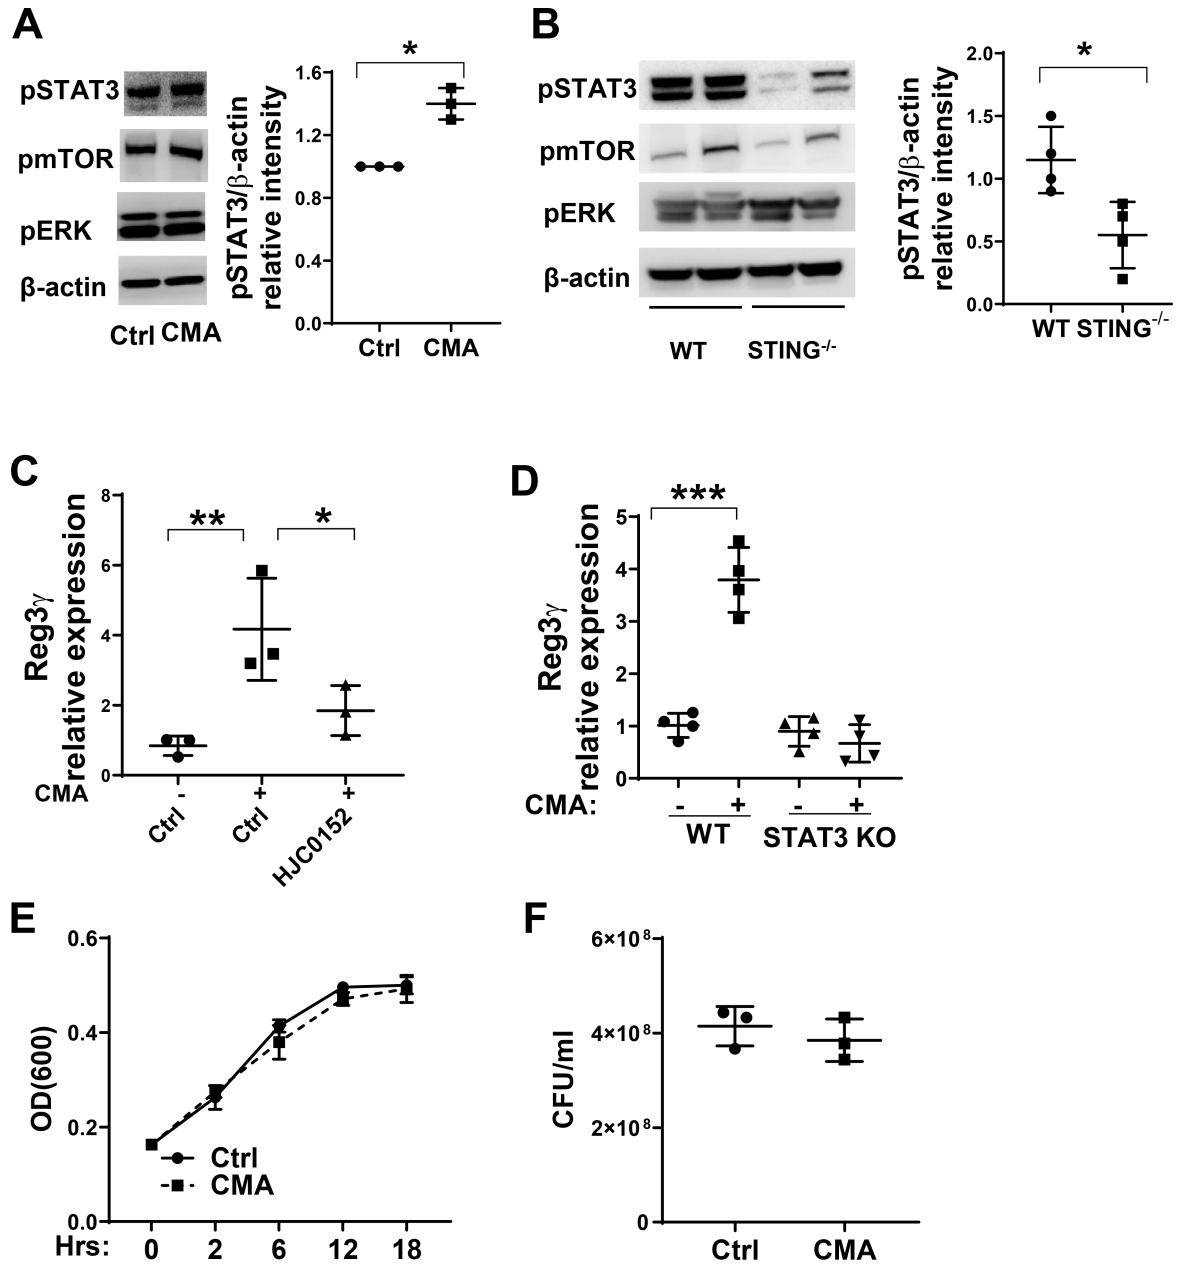 A
pSTAT3
pmTOR
pERK
β-actin
Ctrl CMA
pSTAT3/β-actin
relative intensity
*
1.6
1.2
0.8
0.4
0.0
Ctrl CMA
B
pSTAT3
pmTOR
pERK
β-actin
WT STING-/-
pSTAT3/β-actin
relative intensity
*
2.0
1.5
1.0
0.5
0.0
WT STING-/-
C
Reg3γ
relative expression
** *
8
6
4
2
0
CMA - + +
Ctrl Ctrl HJC0152
D
Reg3γ
relative expression
***
5
4
3
2
1
0
CMA: - + - +
WT STAT3 KO
E
OD(600)
0.6
0.4
0.2
0.0
Ctrl
CMA
Hrs: 0 2 6 12 18
F
CFU/ml
6×10⁸
4×10⁸
2×10⁸
0
Ctrl CMA